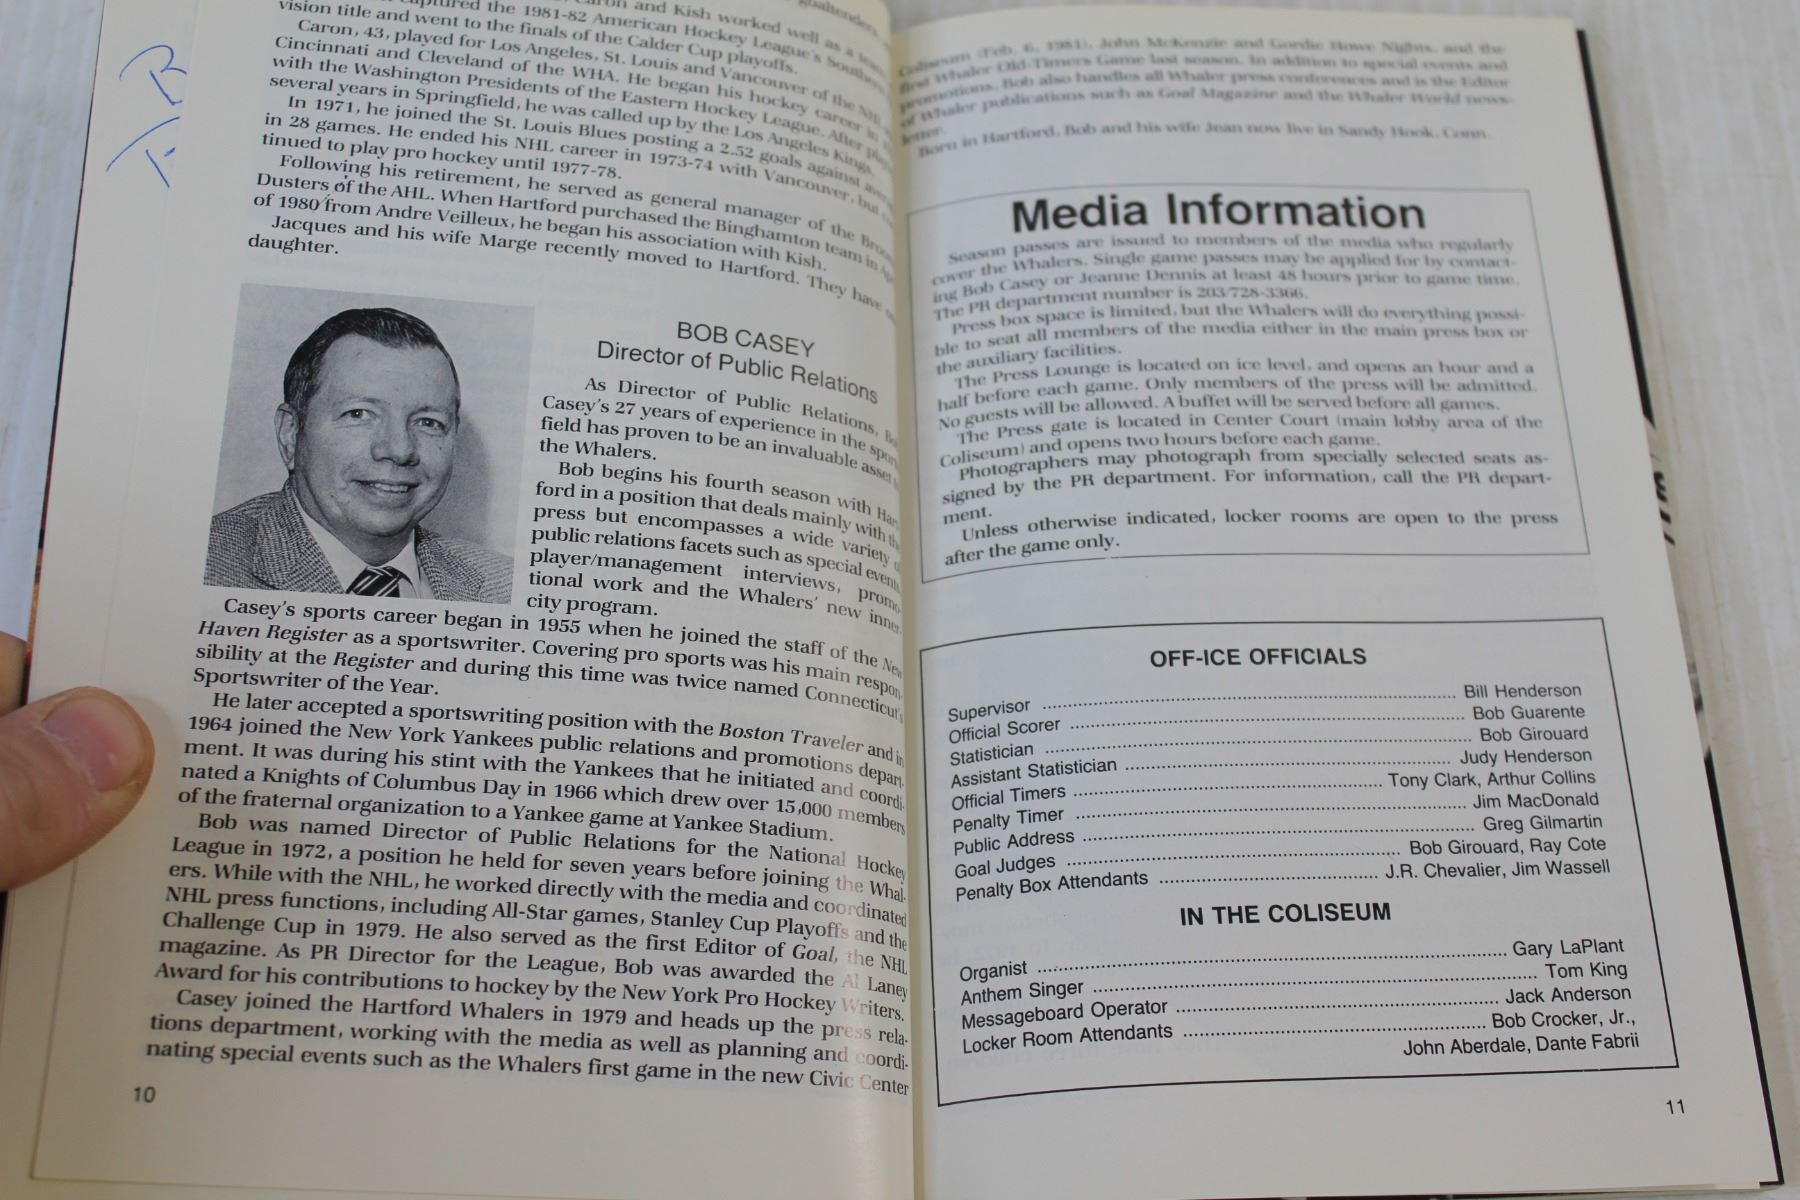 goaltender
captured the 1981-82 American Hockey League's Southern
and Kish worked well as a team
vision title and went to the finals of the Calder Cup playoffs.
Caron, 43, played for Los Angeles, St. Louis and Vancouver of the NHL
Cincinnati and Cleveland of the WHA. He began his hockey career in
with the Washington Presidents of the Eastern Hockey League. After
several years in Springfield, he was called up by the Los Angeles Kings.
In 1971, he joined the St. Louis Blues posting a 2.52 goals against
in 28 games. He ended his NHL career in 1973-74 with Vancouver, but
tinued to play pro hockey until 1977-78.
Following his retirement, he served as general manager of the
Dusters of the AHL. When Hartford purchased the Binghamton team in
of 1980 from Andre Veilleux, he began his association with Kish.
Jacques and his wife Marge recently moved to Hartford. They have
daughter.
BOB CASEY
Director of Public Relations
As Director of Public Relations,
Casey's 27 years of experience in the
field has proven to be an invaluable asset
the Whalers.
Bob begins his fourth season with Hart-
ford in a position that deals mainly with the
press but encompasses a wide variety of
public relations facets such as special events,
player/management interviews, promo-
tional work and the Whalers' new inner-
city program.
Casey's sports career began in 1955 when he joined the staff of the New
Haven Register as a sportswriter. Covering pro sports was his main respon-
sibility at the Register and during this time was twice named Connecticut's
Sportswriter of the Year.
He later accepted a sportswriting position with the Boston Traveler and in
1964 joined the New York Yankees public relations and promotions depart-
ment. It was during his stint with the Yankees that he initiated and coordi-
nated a Knights of Columbus Day in 1966 which drew over 15,000 members
of the fraternal organization to a Yankee game at Yankee Stadium.
Bob was named Director of Public Relations for the National Hockey
League in 1972, a position he held for seven years before joining the Whal-
ers. While with the NHL, he worked directly with the media and coordinated
NHL press functions, including All-Star games, Stanley Cup Playoffs and the
Challenge Cup in 1979. He also served as the first Editor of Goal, the NHL
magazine. As PR Director for the League, Bob was awarded the Al Laney
Award for his contributions to hockey by the New York Pro Hockey Writers.
Casey joined the Hartford Whalers in 1979 and heads up the press rela-
tions department, working with the media as well as planning and coordi-
nating special events such as the Whalers first game in the new Civic Center
10
Coliseum (Feb. 6, 1981), John McKenzie and Gordie Howe Nights, and the
first Whaler Old-Timers Game last season. In addition to special events and
promotions, Bob also handles all Whaler press conferences and is the Editor
of Whaler publications such as Goal Magazine and the Whaler World news-
letter.
Born in Hartford, Bob and his wife Jean now live in Sandy Hook, Conn.
Media Information
Season passes are issued to members of the media who regularly
cover the Whalers. Single game passes may be applied for by contact-
ing Bob Casey or Jeanne Dennis at least 48 hours prior to game time.
The PR department number is 203/728-3366.
Press box space is limited, but the Whalers will do everything possi-
ble to seat all members of the media either in the main press box or
the auxiliary facilities.
The Press Lounge is located on ice level, and opens an hour and a
half before each game. Only members of the press will be admitted.
No guests will be allowed. A buffet will be served before all games.
The Press gate is located in Center Court (main lobby area of the
Coliseum) and opens two hours before each game.
Photographers may photograph from specially selected seats as-
signed by the PR department. For information, call the PR depart-
ment.
Unless otherwise indicated, locker rooms are open to the press
after the game only.
OFF-ICE OFFICIALS
Supervisor ........ Bill Henderson
Official Scorer ........ Bob Guarente
Statistician ........ Bob Girouard
Assistant Statistician ........ Judy Henderson
Official Timers ........ Tony Clark, Arthur Collins
Penalty Timer ........ Jim MacDonald
Public Address ........ Greg Gilmartin
Goal Judges ........ Bob Girouard, Ray Cote
Penalty Box Attendants ........ J.R. Chevalier, Jim Wassell
IN THE COLISEUM
Organist ........ Gary LaPlant
Anthem Singer ........ Tom King
Messageboard Operator ........ Jack Anderson
Locker Room Attendants ........ Bob Crocker, Jr.,
John Aberdale, Dante Fabrii
11